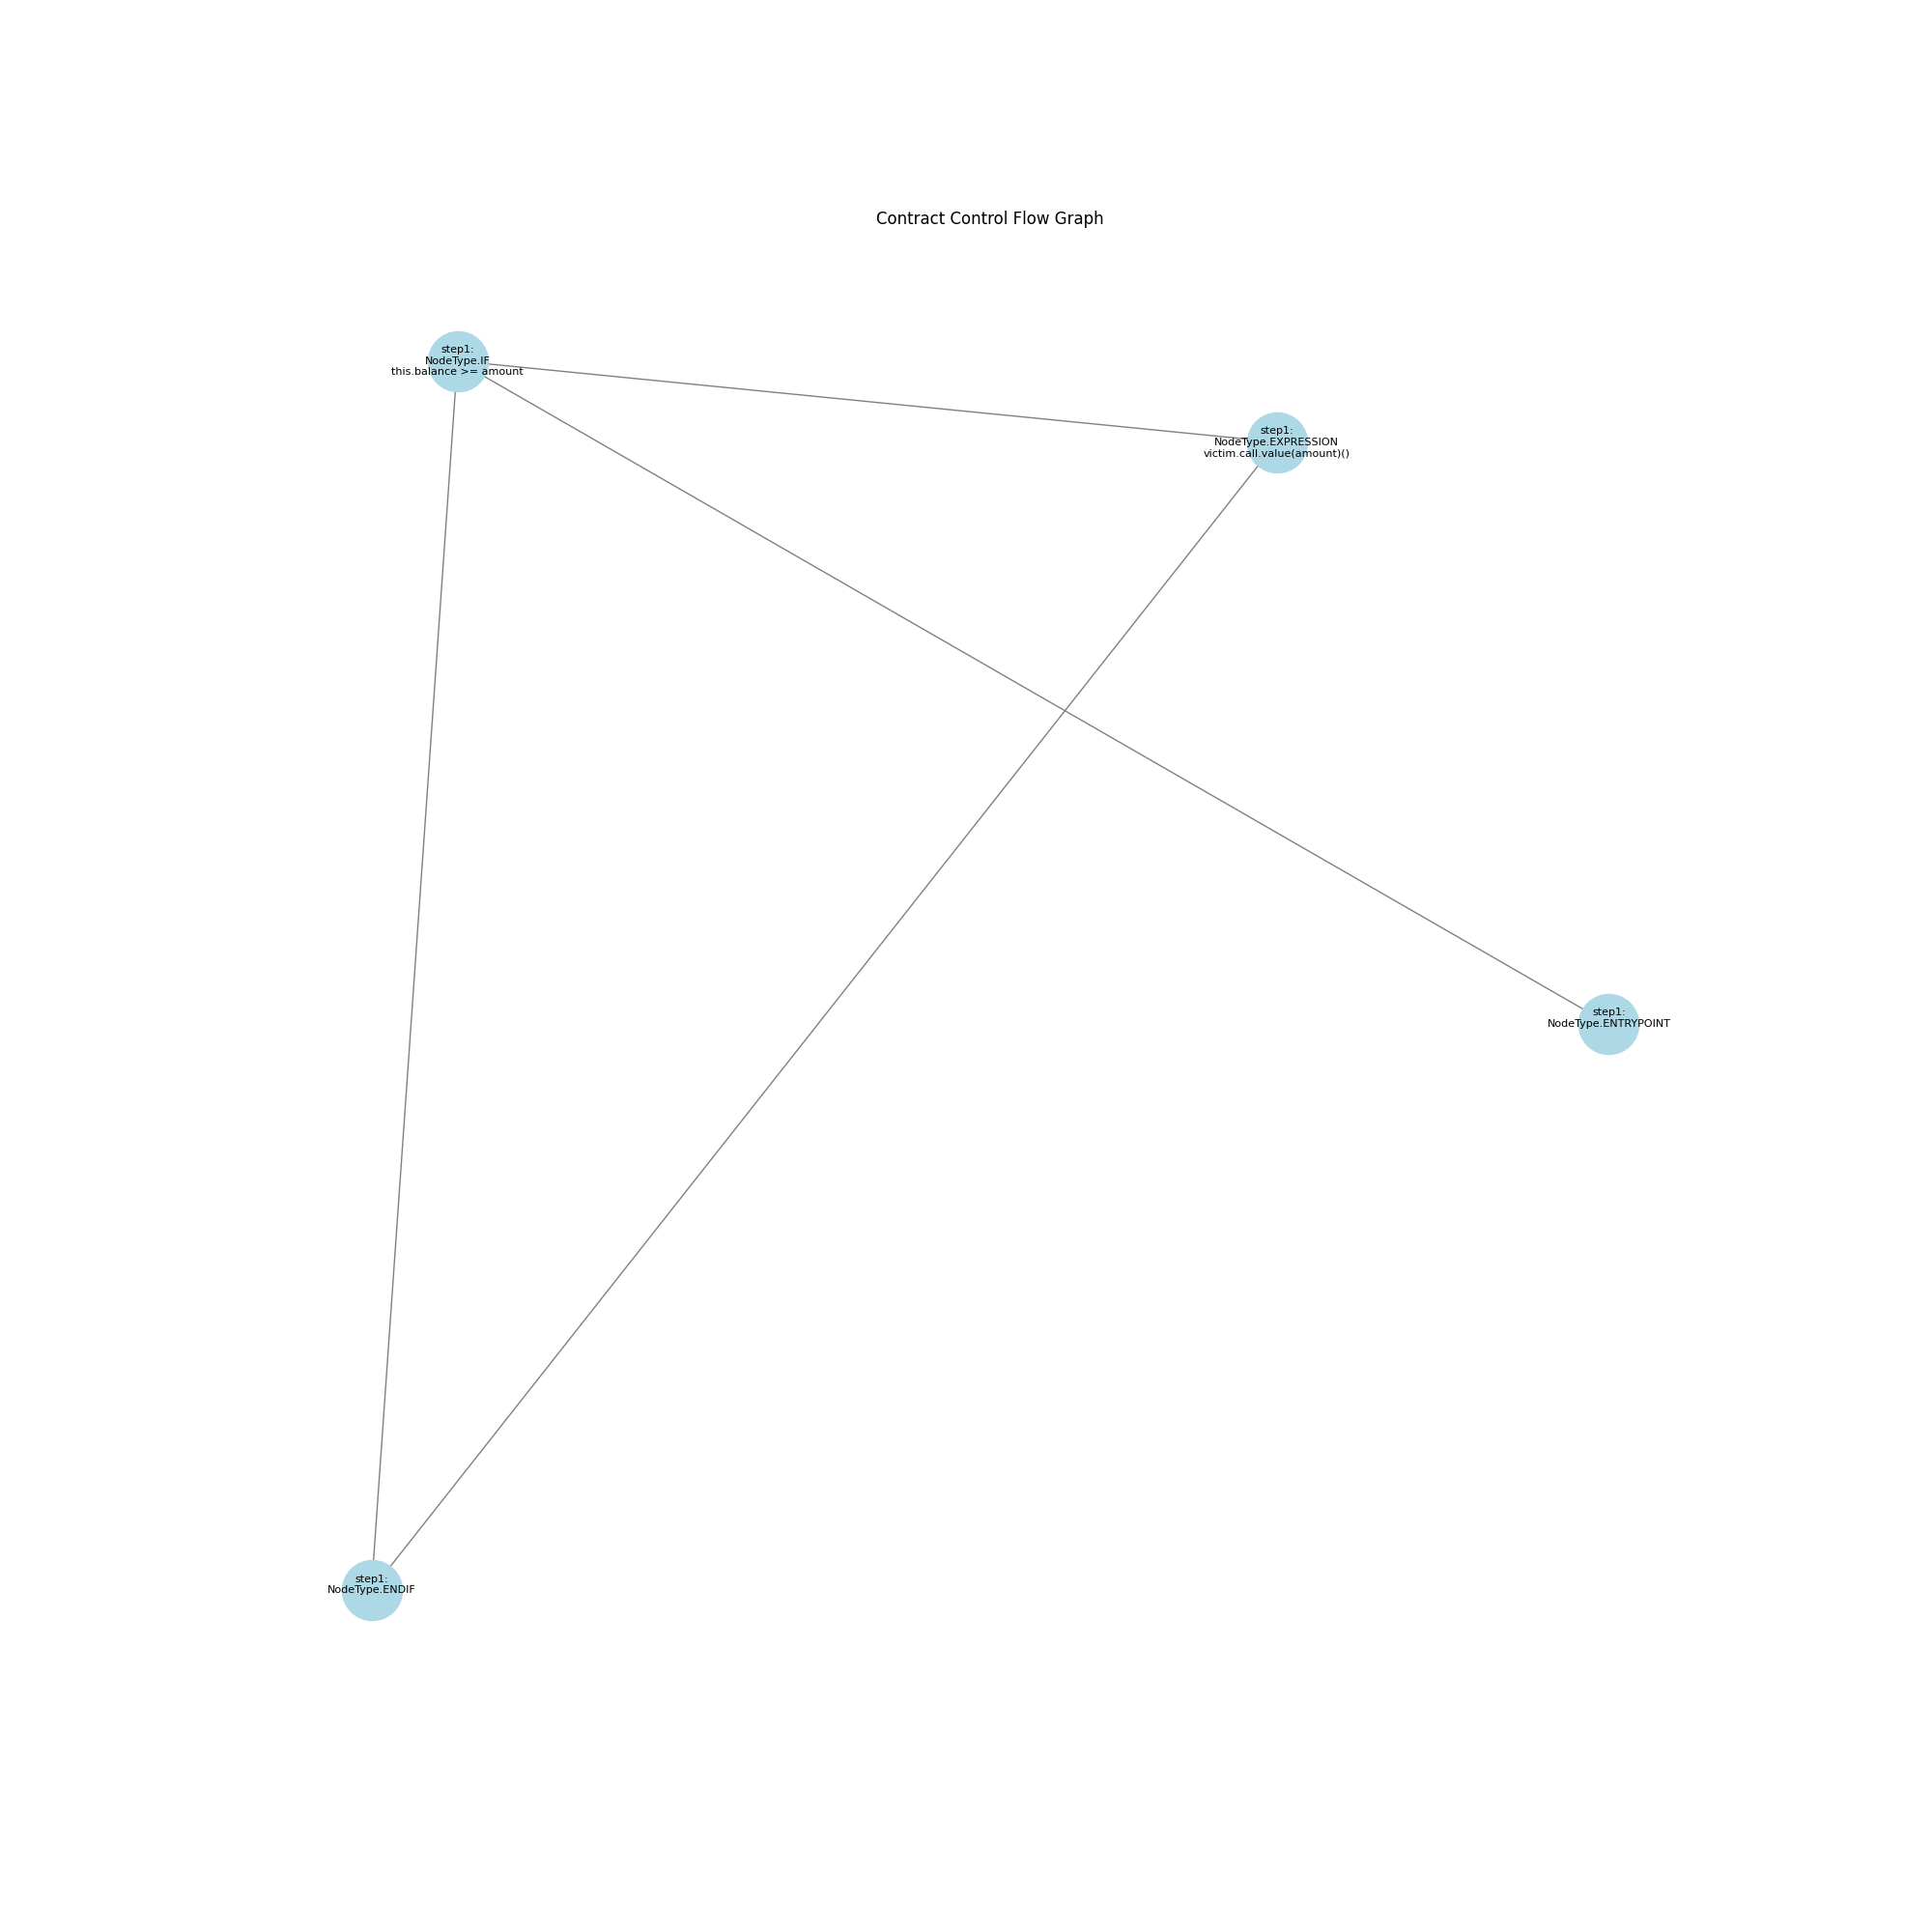 Contract Control Flow Graph
step1:
NodeType.IF
this.balance >= amount
step1:
NodeType.EXPRESSION
victim.call.value(amount)()
step1:
NodeType.ENTRYPOINT
step1:
NodeType.ENDIF